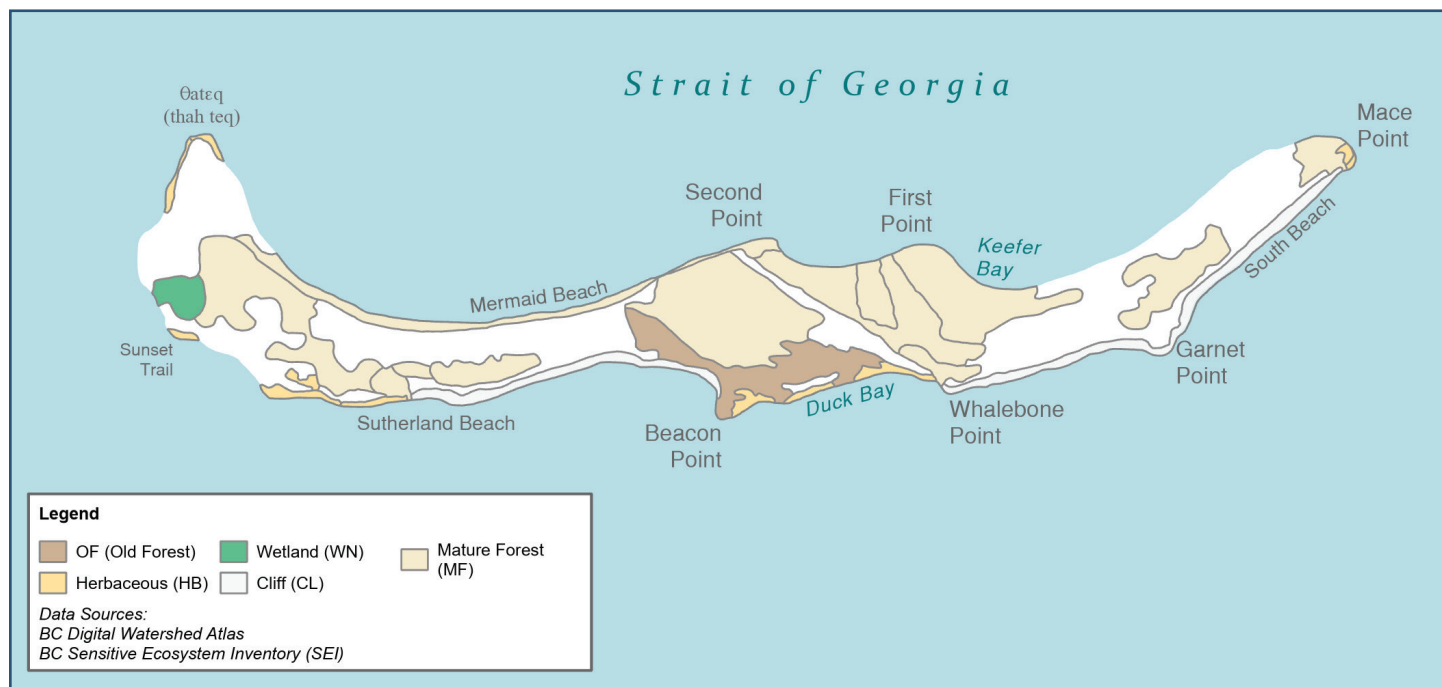 Strait of Georgia
θatεq
(thah teq)
Mace
Point
Second
Point
First
Point
Keefer
Bay
South Beach
Mermaid Beach
Sunset
Trail
Garnet
Point
Duck Bay
Sutherland Beach
Whalebone
Point
Beacon
Point
Legend
OF (Old Forest)
Wetland (WN)
Mature Forest
(MF)
Herbaceous (HB)
Cliff (CL)
Data Sources:
BC Digital Watershed Atlas
BC Sensitive Ecosystem Inventory (SEI)